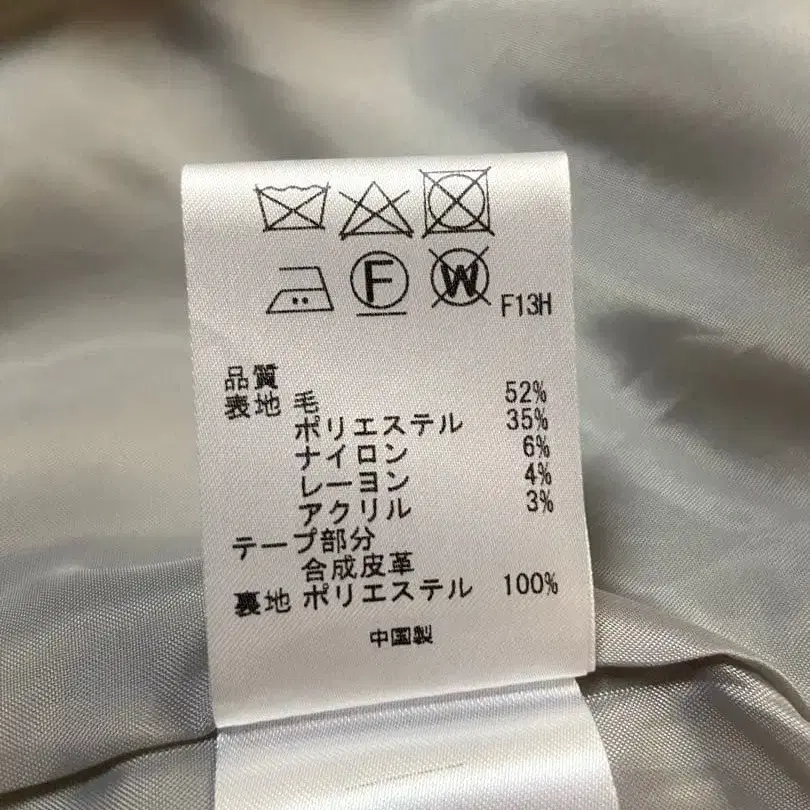 F W F13H
品質
表地 毛 52%
ポリエステル 35%
ナイロン 6%
レーヨン 4%
アクリル 3%
テープ部分
合成皮革
裏地 ポリエステル 100%
中国製